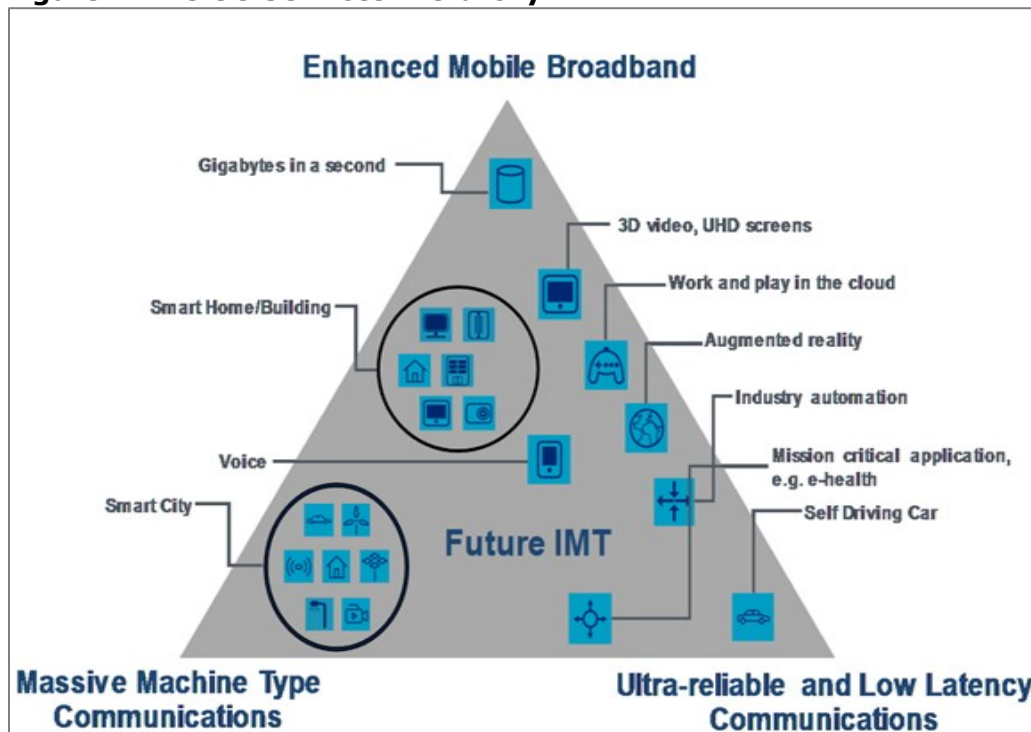 Enhanced Mobile Broadband
Gigabytes in a second
3D video, UHD screens
Work and play in the cloud
Smart Home/Building
Augmented reality
Industry automation
Voice
Mission critical application,
e.g. e-health
Smart City
Self Driving Car
Future IMT
Massive Machine Type
Communications
Ultra-reliable and Low Latency
Communications